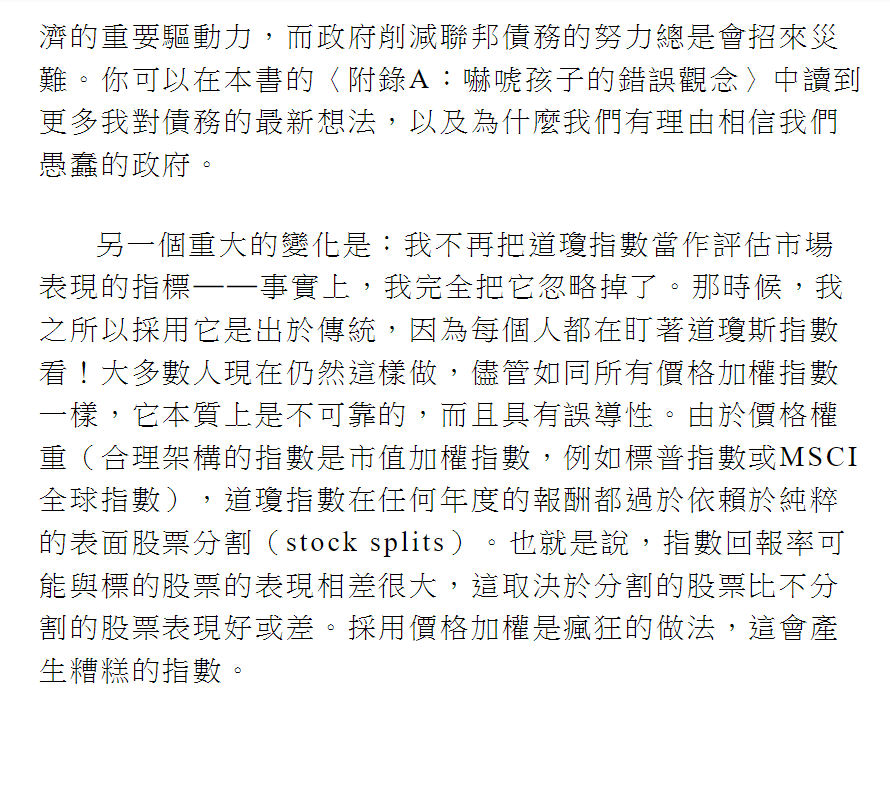 濟的重要驅動力，而政府削減聯邦債務的努力總是會招來災
難。你可以在本書的〈附錄A：嚇唬孩子的錯誤觀念〉中讀到
更多我對債務的最新想法，以及為什麼我們有理由相信我們
愚蠢的政府。
另一個重大的變化是：我不再把道瓊指數當作評估市場
表現的指標——事實上，我完全把它忽略掉了。那時候，我
之所以採用它是出於傳統，因為每個人都在盯著道瓊斯指數
看！大多數人現在仍然這樣做，儘管如同所有價格加權指數
一樣，它本質上是不可靠的，而且具有誤導性。由於價格權
重（合理架構的指數是市值加權指數，例如標普指數或MSCI
全球指數），道瓊指數在任何年度的報酬都過於依賴於純粹
的表面股票分割（stock splits）。也就是說，指數回報率可
能與標的股票的表現相差很大，這取決於分割的股票比不分
割的股票表現好或差。採用價格加權是瘋狂的做法，這會產
生糟糕的指數。